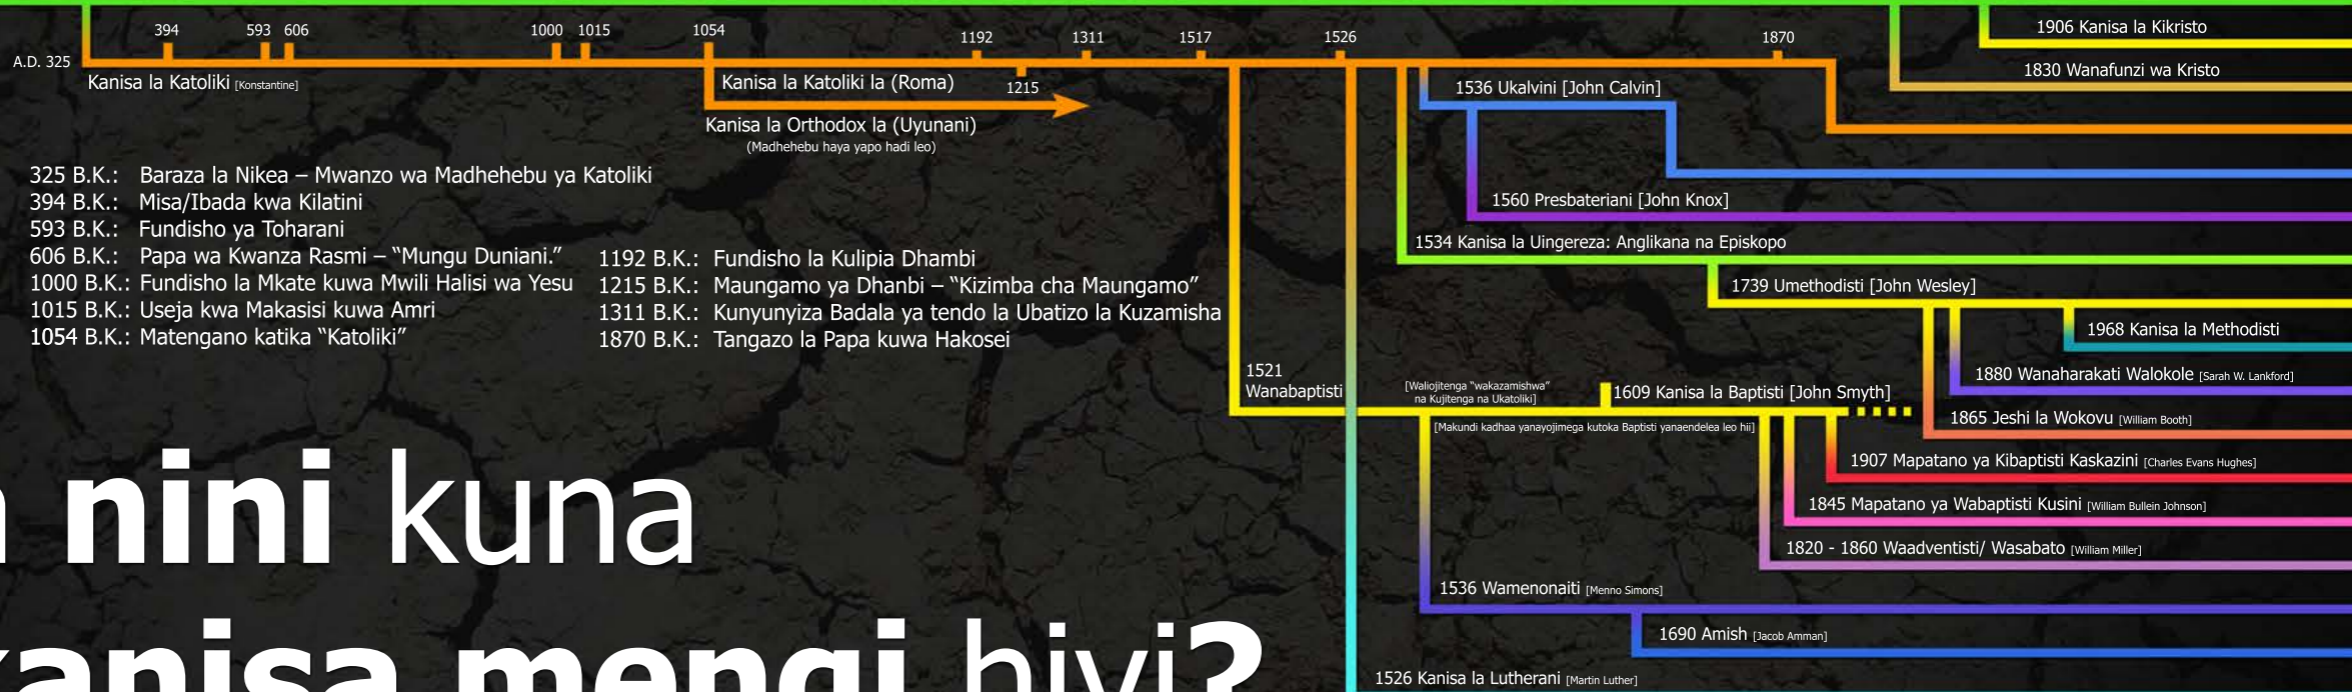 394 593 606 1000 1015 1054 1192 1311 1517 1526 1870
A.D. 325
Kanisa la Katoliki [Konstantine]
Kanisa la Katoliki la (Roma)
1215
Kanisa la Orthodox la (Uyunani)
(Madhehebu haya yapo hadi leo)
325 B.K.: Baraza la Nikea – Mwanzo wa Madhehebu ya Katoliki
394 B.K.: Misa/Ibada kwa Kilatini
593 B.K.: Fundisho ya Toharani
606 B.K.: Papa wa Kwanza Rasmi – “Mungu Duniani.”
1000 B.K.: Fundisho la Mkate kuwa Mwili Halisi wa Yesu
1015 B.K.: Useja kwa Makasisi kuwa Amri
1054 B.K.: Matengano katika “Katoliki”
1192 B.K.: Fundisho la Kulipia Dhambi
1215 B.K.: Maungamo ya Dhanbi – “Kizimba cha Maungamo”
1311 B.K.: Kunyunyiza Badala ya tendo la Ubatizo la Kuzamisha
1870 B.K.: Tangazo la Papa kuwa Hakosei
1906 Kanisa la Kikristo
1830 Wanafunzi wa Kristo
1536 Ukalvini [John Calvin]
1560 Presbateriani [John Knox]
1534 Kanisa la Uingereza: Anglikana na Episkopo
1739 Umethodisti [John Wesley]
1968 Kanisa la Methodisti
1880 Wanaharakati Walokole [Sarah W. Lankford]
1865 Jeshi la Wokovu [William Booth]
1521
Wanabaptisti
[Waliojitenga “wakazamishwa”
na Kujitenga na Ukatoliki]
1609 Kanisa la Baptisti [John Smyth]
[Makundi kadhaa yanayojimega kutoka Baptisti yanaendelea leo hii]
1907 Mapatano ya Kibaptisti Kaskazini [Charles Evans Hughes]
1845 Mapatano ya Wabaptisti Kusini [William Bullein Johnson]
1820 - 1860 Waadventisti/ Wasabato [William Miller]
1536 Wamenonaiti [Menno Simons]
1690 Amish [Jacob Amman]
1526 Kanisa la Lutherani [Martin Luther]
nini kuna
kanisa mengi hivi?